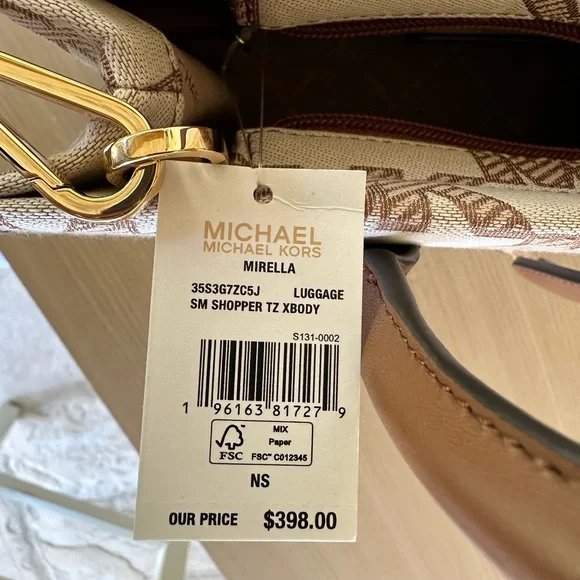 MICHAEL
MICHAEL KORS
MIRELLA
35S3G7ZC5J LUGGAGE
SM SHOPPER TZ XBODY
S131-0002
1 96163 81727 9
FSC
MIX
Paper
FSC™ C012345
NS
OUR PRICE $398.00